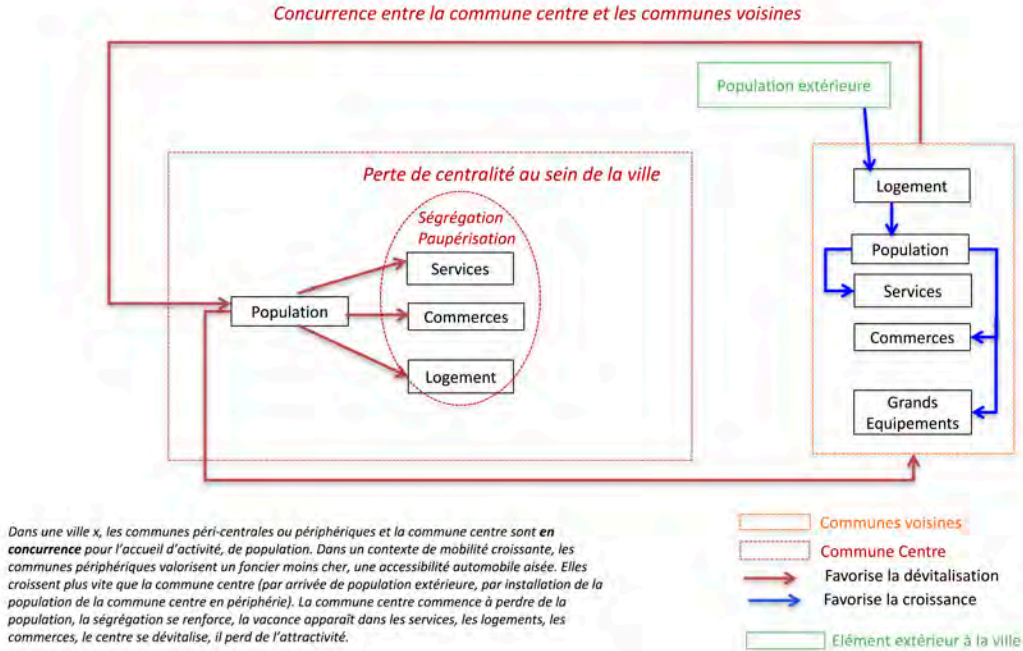 Concurrence entre la commune centre et les communes voisines
Population extérieure
Perte de centralité au sein de la ville
Ségrégation
Paupérisation
Services
Population
Commerces
Logement
Logement
Population
Services
Commerces
Grands
Equipements
Dans une ville x, les communes péri-centrales ou périphériques et la commune centre sont en
concurrence pour l'accueil d'activité, de population. Dans un contexte de mobilité croissante, les
communes périphériques valorisent un foncier moins cher, une accessibilité automobile aisée. Elles
croissent plus vite que la commune centre (par arrivée de population extérieure, par installation de la
population de la commune centre en périphérie). La commune centre commence à perdre de la
population, la ségrégation se renforce, la vacance apparaît dans les services, les logements, les
commerces, le centre se dévitalise, il perd de l'attractivité.
Communes voisines
Commune Centre
Favorise la dévitalisation
Favorise la croissance
Elément extérieur à la ville